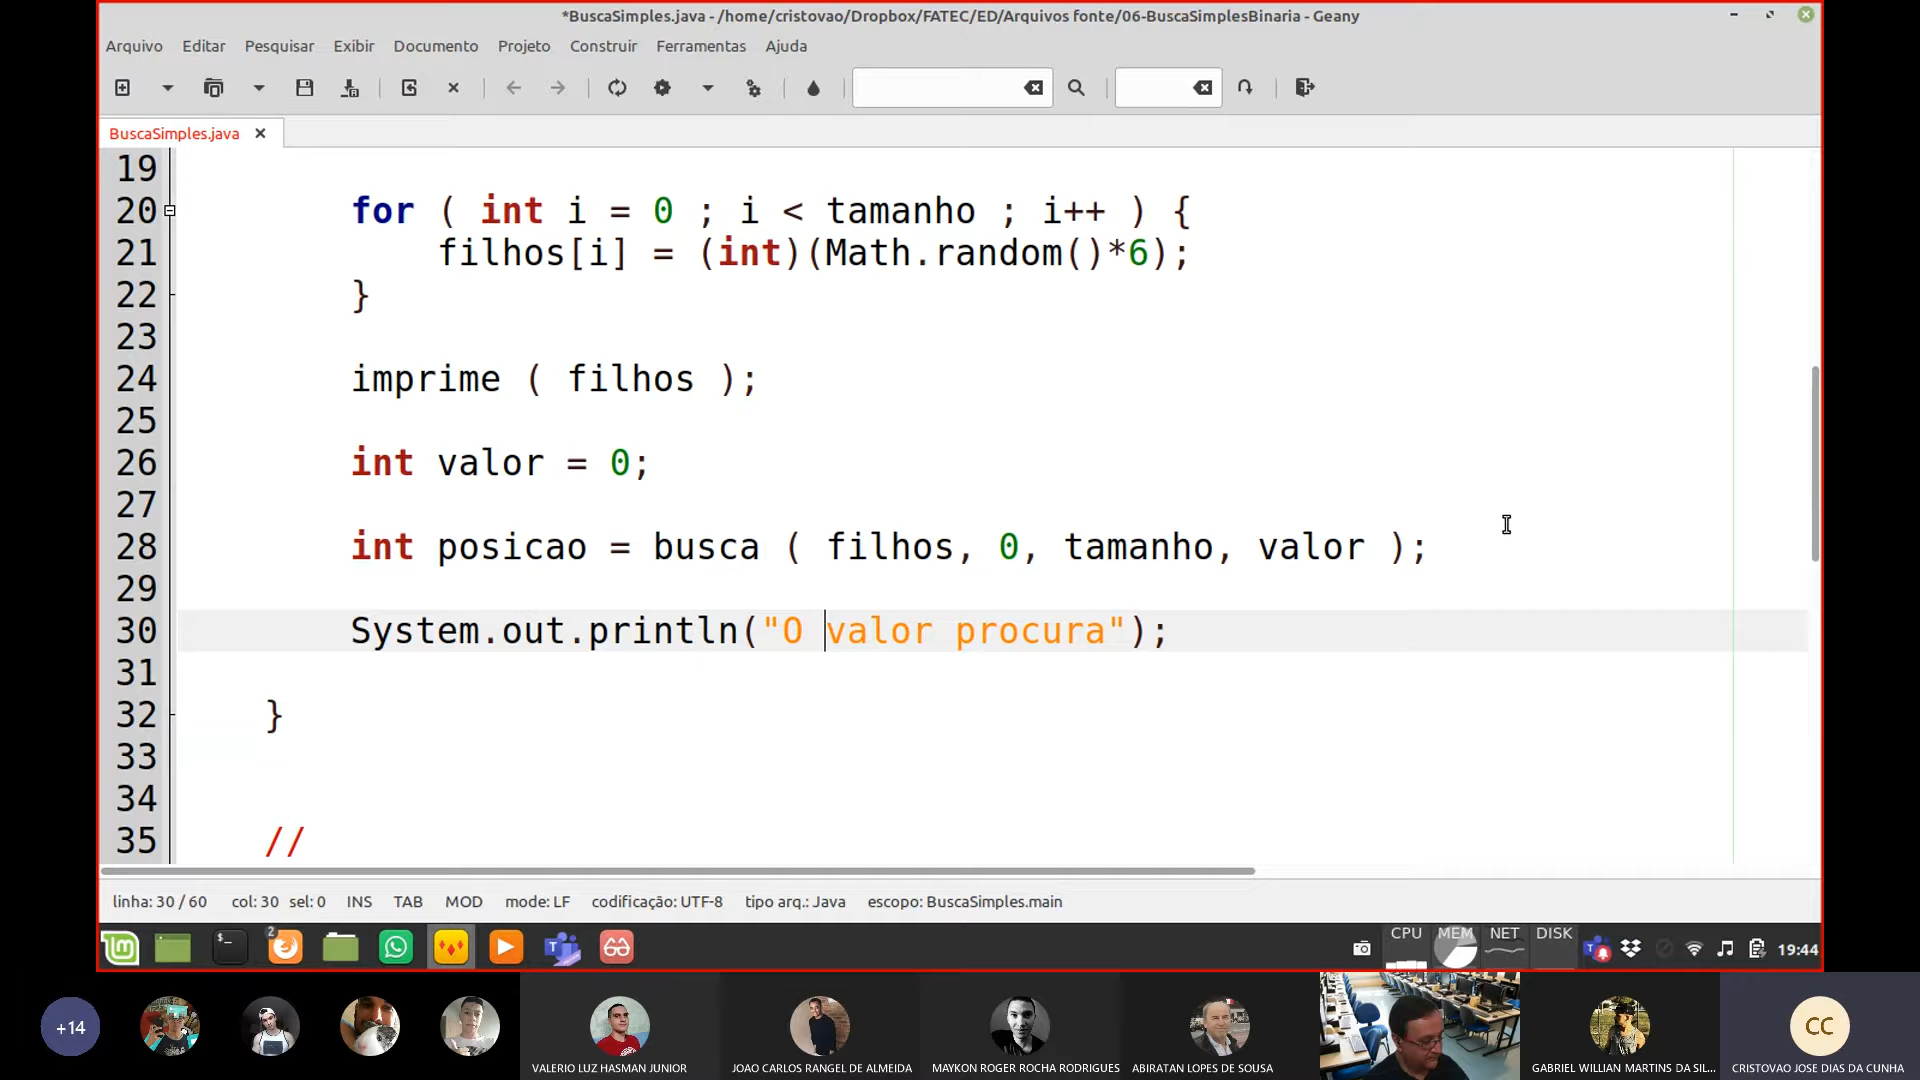 *BuscaSimples.java - /home/cristovao/Dropbox/FATEC/ED/Arquivos fonte/06-BuscaSimplesBinaria - Geany
Arquivo Editar Pesquisar Exibir Documento Projeto Construir Ferramentas Ajuda
BuscaSimples.java
19
20 for ( int i = 0 ; i < tamanho ; i++ ) {
21 filhos[i] = (int)(Math.random()*6);
22 }
23
24 imprime ( filhos );
25
26 int valor = 0;
27
28 int posicao = busca ( filhos, 0, tamanho, valor );
29
30 System.out.println("O valor procura");
31
32 }
33
34
35 //
linha: 30 / 60 col: 30 sel: 0 INS TAB MOD mode: LF codificação: UTF-8 tipo arq.: Java escopo: BuscaSimples.main
2 CPU MEM NET DISK 19:44
+14
VALERIO LUZ HASMAN JUNIOR
JOAO CARLOS RANGEL DE ALMEIDA
MAYKON ROGER ROCHA RODRIGUES
ABIRATAN LOPES DE SOUSA
GABRIEL WILLIAN MARTINS DA SIL...
CC
CRISTOVAO JOSE DIAS DA CUNHA